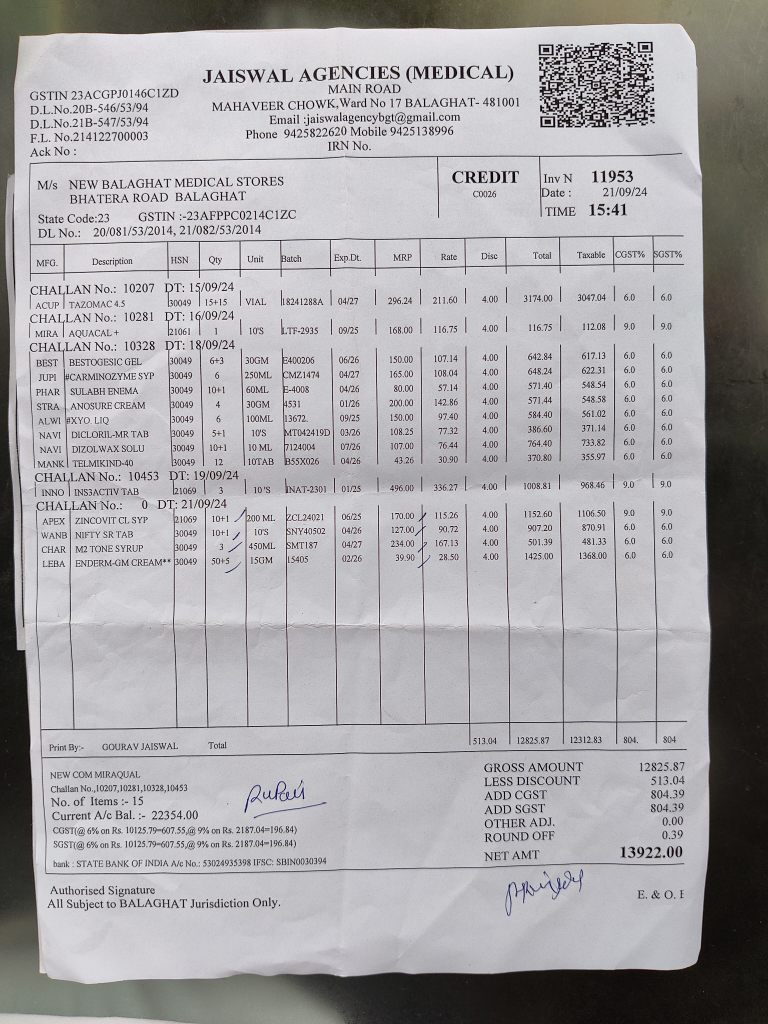 JAISWAL AGENCIES (MEDICAL)
MAIN ROAD
MAHAVEER CHOWK,Ward No 17 BALAGHAT- 481001
Email :jaiswalagencybgt@gmail.com
Phone 9425822620 Mobile 9425138996
IRN No.
GSTIN 23ACGPJ0146C1ZD
D.L.No.20B-546/53/94
D.L.No.21B-547/53/94
F.L. No.214122700003
Ack No :
M/s NEW BALAGHAT MEDICAL STORES
BHATERA ROAD BALAGHAT
State Code:23 GSTIN :-23AFPPC0214C1ZC
DL No.: 20/081/53/2014, 21/082/53/2014
CREDIT
C0026
Inv N 11953
Date : 21/09/24
TIME 15:41
MFG. Description HSN Qty Unit Batch Exp.Dt. MRP Rate Disc Total Taxable CGST% SGST%
CHALLAN No.: 10207 DT: 15/09/24
ACUP TAZOMAC 4.5 30049 15+15 VIAL 18241288A 04/27 296.24 211.60 4.00 3174.00 3047.04 6.0 6.0
CHALLAN No.: 10281 DT: 16/09/24
MIRA AQUACAL+ 21061 1 10'S LTF-2935 09/25 168.00 116.75 4.00 116.75 112.08 9.0 9.0
CHALLAN No.: 10328 DT: 18/09/24
BEST BESTOGESIC GEL 30049 6+3 30GM E400206 06/26 150.00 107.14 4.00 642.84 617.13 6.0 6.0
JUPI #CARMINOZYME SYP 30049 6 250ML CMZ1474 04/27 165.00 108.04 4.00 648.24 622.31 6.0 6.0
PHAR SULABH ENEMA 30049 10+1 60ML E-4008 04/26 80.00 57.14 4.00 571.40 548.54 6.0 6.0
STRA ANOSURE CREAM 30049 4 30GM 4531 01/26 200.00 142.86 4.00 571.44 548.58 6.0 6.0
ALWI #XYO LIQ 30049 6 100ML 13672. 09/25 150.00 97.40 4.00 584.40 561.02 6.0 6.0
NAVI DICLORIL-MR TAB 30049 5+1 10'S MT042419D 03/26 108.25 77.32 4.00 386.60 371.14 6.0 6.0
NAVI DIZOLWAX SOLU 30049 10+1 10 ML 7124004 07/26 107.00 76.44 4.00 764.40 733.82 6.0 6.0
MANK TELMIKIND-40 30049 12 10TAB B55X026 04/26 43.26 30.90 4.00 370.80 355.97 6.0 6.0
CHALLAN No.: 10453 DT: 19/09/24
INNO INS3ACTIV TAB 21069 3 10'S INAT-2301 01/25 496.00 336.27 4.00 1008.81 968.46 9.0 9.0
CHALLAN No.: 0 DT: 21/09/24
APEX ZINCOVIT CL SYP 21069 10+1 200 ML ZCL24021 06/25 170.00 115.26 4.00 1152.60 1106.50 9.0 9.0
WANB NIFTY SR TAB 30049 10+1 10'S SNY40502 04/26 127.00 90.72 4.00 907.20 870.91 6.0 6.0
CHAR M2 TONE SYRUP 30049 3 450ML SMT187 04/27 234.00 167.13 4.00 501.39 481.33 6.0 6.0
LEBA ENDERM-GM CREAM** 30049 50+5 15GM 15405 02/26 39.90 28.50 4.00 1425.00 1368.00 6.0 6.0
Print By:- GOURAV JAISWAL Total 513.04 12825.87 12312.83 804. 804
NEW COM MIRAQUAL
Challan No.,10207,10281,10328,10453
No. of Items :- 15
Current A/c Bal. :- 22354.00
CGST(@ 6% on Rs. 10125.79=607.55,@ 9% on Rs. 2187.04=196.84)
SGST(@ 6% on Rs. 10125.79=607.55,@ 9% on Rs. 2187.04=196.84)
bank : STATE BANK OF INDIA A/c No.: 53024935398 IFSC: SBIN0030394
GROSS AMOUNT 12825.87
LESS DISCOUNT 513.04
ADD CGST 804.39
ADD SGST 804.39
OTHER ADJ. 0.00
ROUND OFF 0.39
NET AMT 13922.00
Authorised Signature
All Subject to BALAGHAT Jurisdiction Only.
E. & O. E